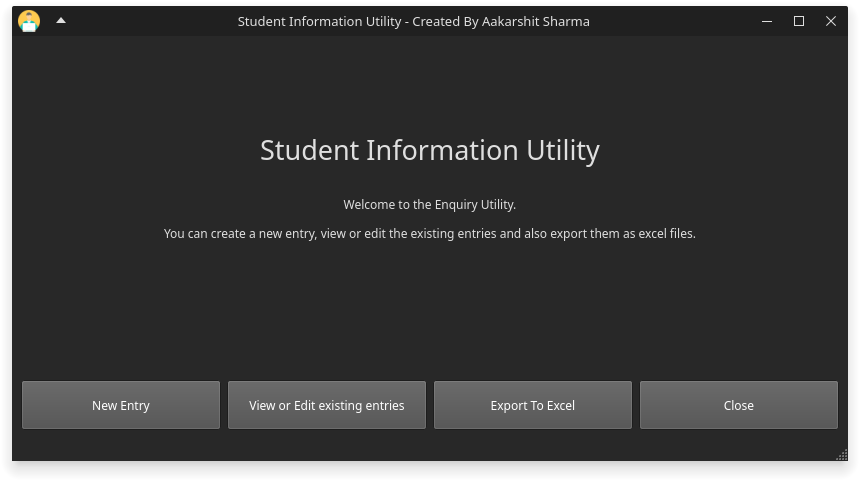 Student Information Utility - Created By Aakarshit Sharma
Student Information Utility
Welcome to the Enquiry Utility.
You can create a new entry, view or edit the existing entries and also export them as excel files.
New Entry
View or Edit existing entries
Export To Excel
Close